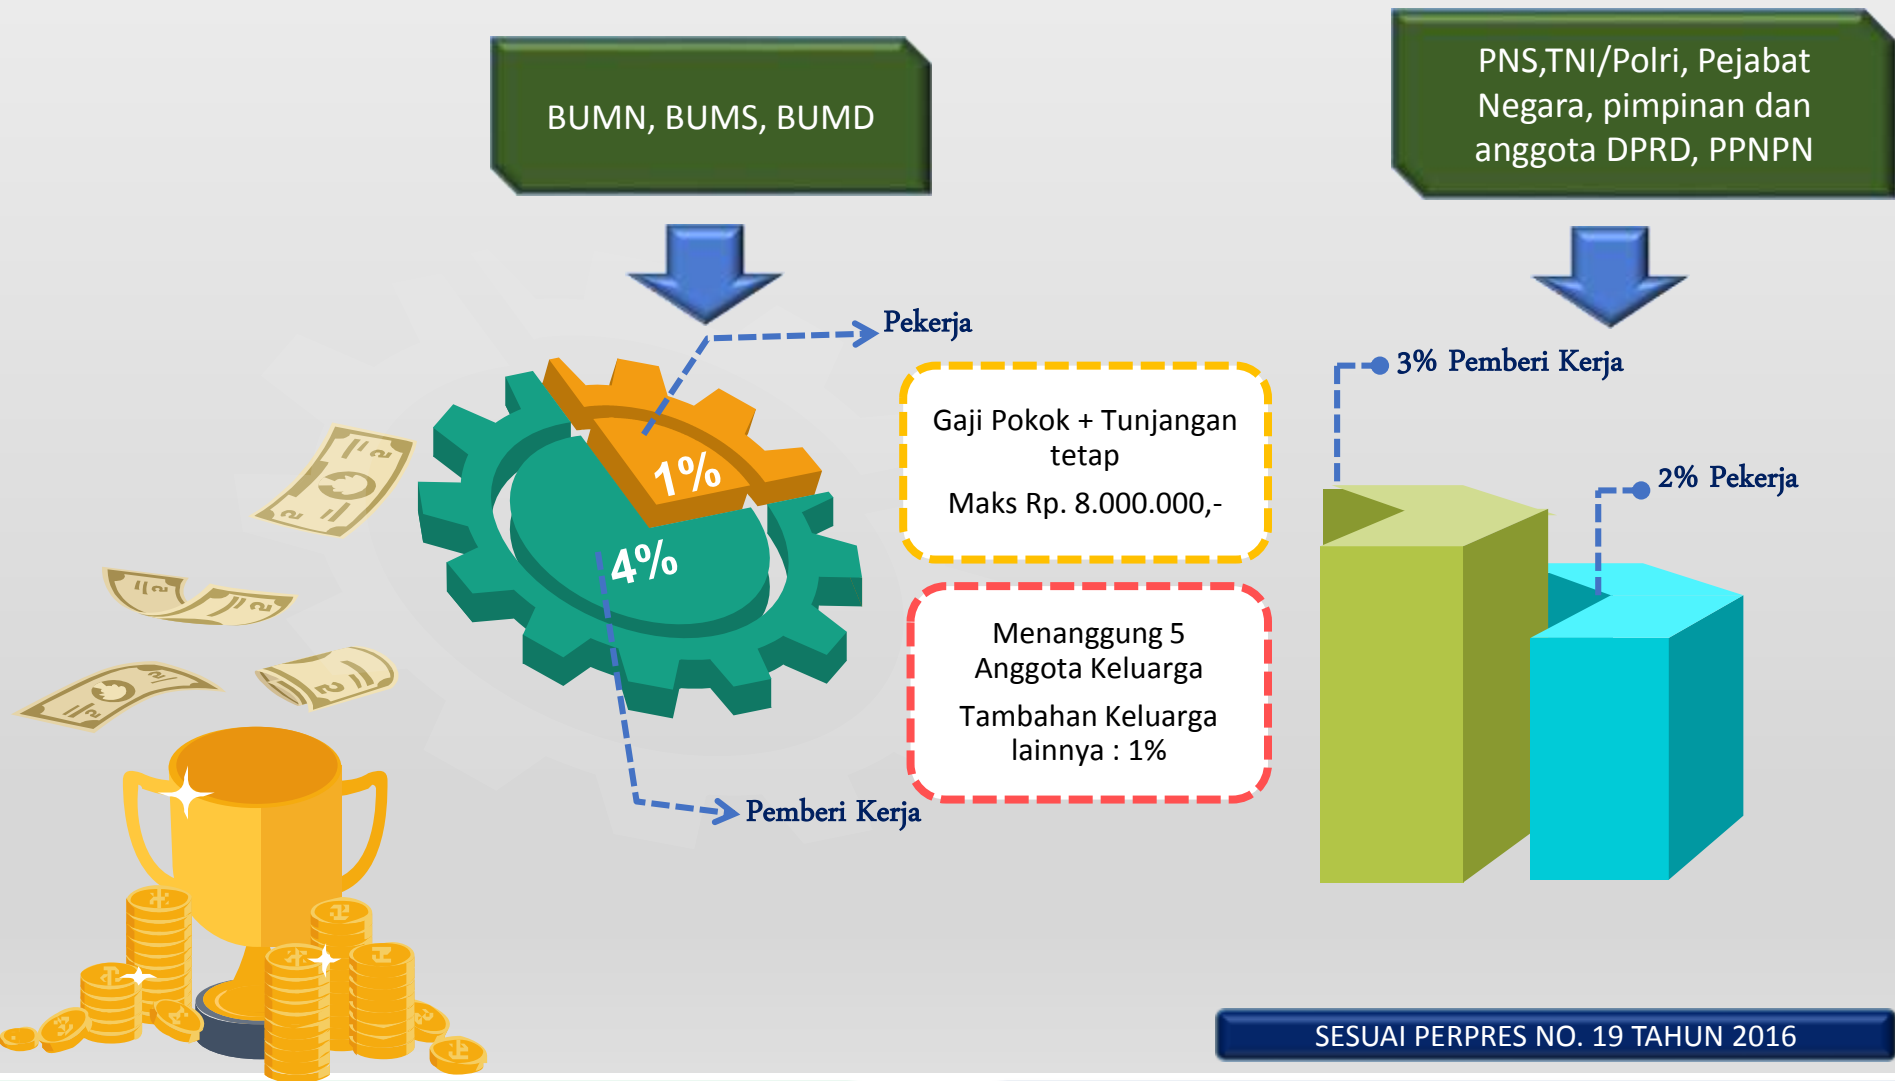 BUMN, BUMS, BUMD
PNS,TNI/Polri, Pejabat
Negara, pimpinan dan
anggota DPRD, PPNPN
Pekerja
1%
4%
Pemberi Kerja
Gaji Pokok + Tunjangan
tetap
Maks Rp. 8.000.000,-
Menanggung 5
Anggota Keluarga
Tambahan Keluarga
lainnya : 1%
3% Pemberi Kerja
2% Pekerja
SESUAI PERPRES NO. 19 TAHUN 2016